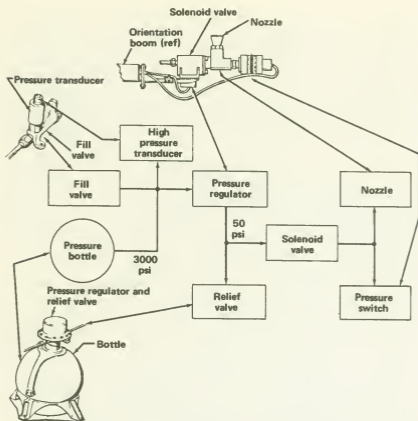 Solenoid valve
Nozzle
Orientation
boom (ref)
Pressure transducer
Fill
valve
High
pressure
transducer
Fill
valve
Pressure
regulator
Nozzle
Pressure
bottle
3000
psi
50
psi
Solenoid
valve
Pressure regulator and
relief valve
Relief
valve
Pressure
switch
Bottle